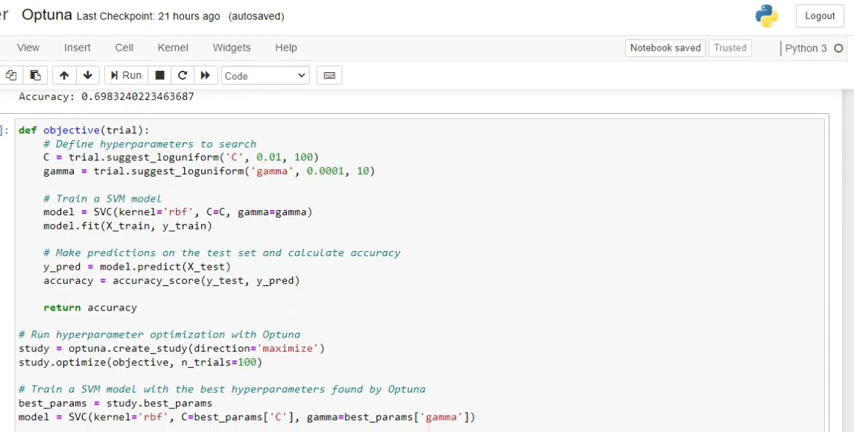 er Optuna Last Checkpoint: 21 hours ago (autosaved) Logout
View Insert Cell Kernel Widgets Help Notebook saved Trusted Python 3
Run Code
Accuracy: 0.6983240223463687
]: def objective(trial):
# Define hyperparameters to search
C = trial.suggest_loguniform('C', 0.01, 100)
gamma = trial.suggest_loguniform('gamma', 0.0001, 10)
# Train a SVM model
model = SVC(kernel='rbf', C=C, gamma=gamma)
model.fit(X_train, y_train)
# Make predictions on the test set and calculate accuracy
y_pred = model.predict(X_test)
accuracy = accuracy_score(y_test, y_pred)
return accuracy
# Run hyperparameter optimization with Optuna
study = optuna.create_study(direction='maximize')
study.optimize(objective, n_trials=100)
# Train a SVM model with the best hyperparameters found by Optuna
best_params = study.best_params
model = SVC(kernel='rbf', C=best_params['C'], gamma=best_params['gamma'])